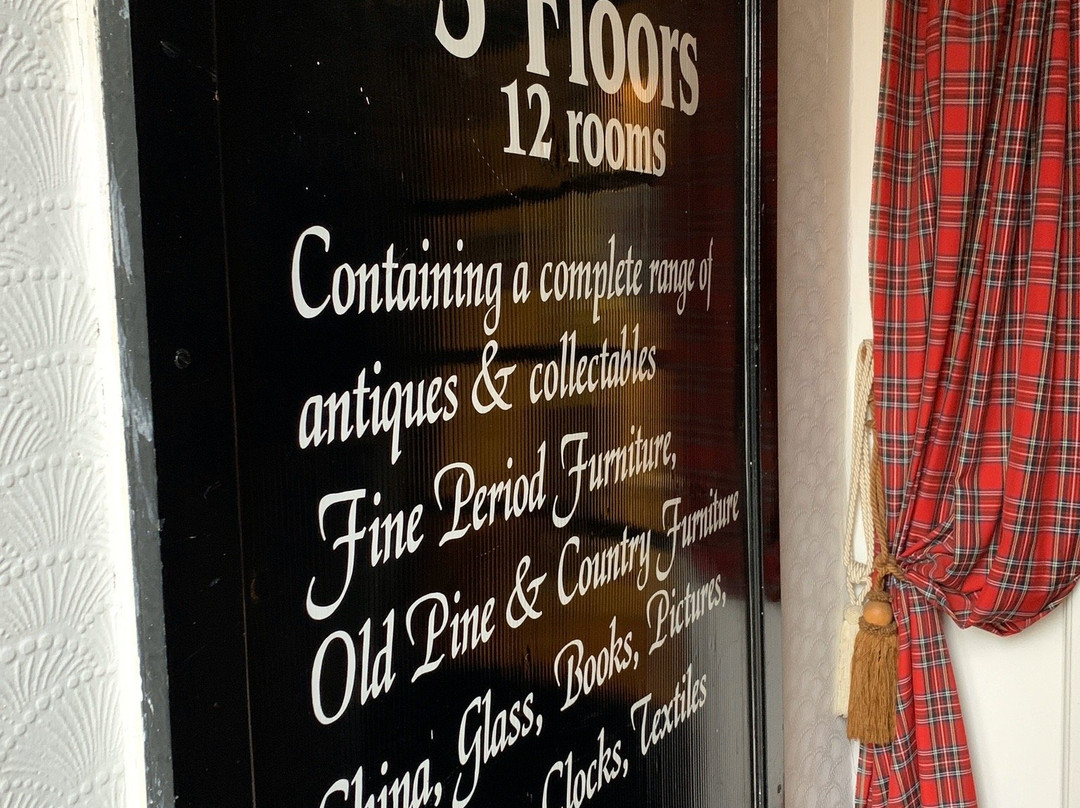 Floors
12 rooms
Containing a complete range of
antiques & collectables
Fine Period Furniture,
Old Pine & Country Furniture
China, Glass, Books, Pictures,
Clocks, Textiles